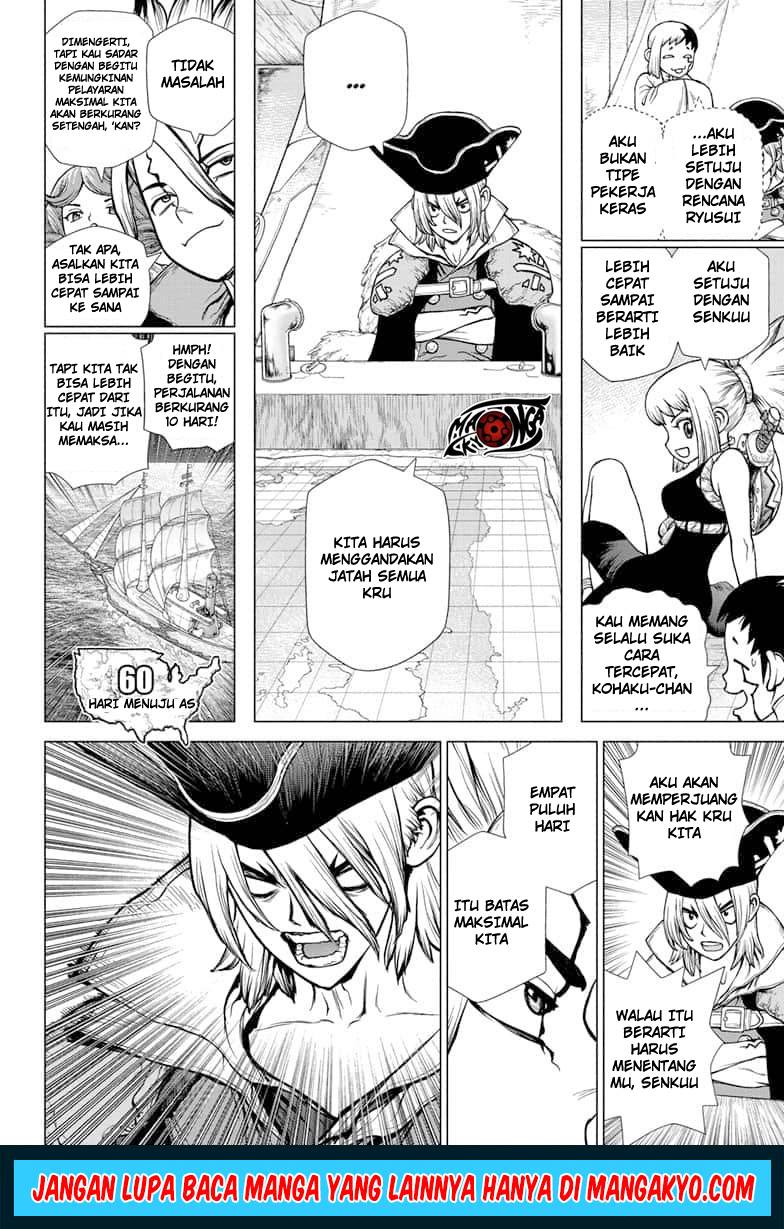 ...AKU
LEBIH
SETUJU
DENGAN
RENCANA
RYUSUI
AKU
BUKAN
TIPE
PEKERJA
KERAS
AKU
SETUJU
DENGAN
SENKUU
LEBIH
CEPAT
SAMPAI
BERARTI
LEBIH
BAIK
KAU MEMANG
SELALU SUKA
CARA
TERCEPAT,
KOHAKU-CHAN
...
...
MANGAKYO
KITA HARUS
MENGGANDAKAN
JATAH SEMUA
KRU
TIDAK
MASALAH
DIMENGERTI,
TAPI KAU SADAR
DENGAN BEGITU
KEMUNGKINAN
PELAYARAN
MAKSIMAL KITA
AKAN BERKURANG
SETENGAH, 'KAN?
TAK APA,
ASALKAN KITA
BISA LEBIH
CEPAT SAMPAI
KE SANA
HMPH!
DENGAN
BEGITU,
PERJALANAN
BERKURANG
10 HARI!
TAPI KITA TAK
BISA LEBIH
CEPAT DARI
ITU, JADI JIKA
KAU MASIH
MEMAKSA...
60
HARI MENUJU AS
AKU AKAN
MEMPERJUANG
KAN HAK KRU
KITA
WALAU ITU
BERARTI
HARUS
MENENTANG
MU, SENKUU
EMPAT
PULUH
HARI
ITU BATAS
MAKSIMAL
KITA
JANGAN LUPA BACA MANGA YANG LAINNYA HANYA DI MANGAKYO.COM